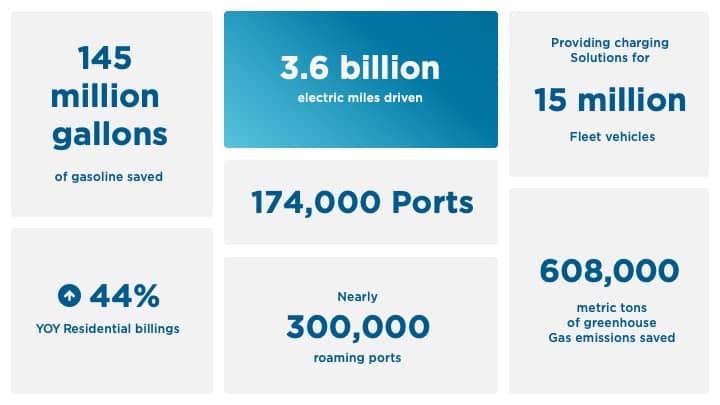 145
million
gallons
of gasoline saved
44%
YOY Residential billings
3.6 billion
electric miles driven
174,000 Ports
Nearly
300,000
roaming ports
Providing charging
Solutions for
15 million
Fleet vehicles
608,000
metric tons
of greenhouse
Gas emissions saved